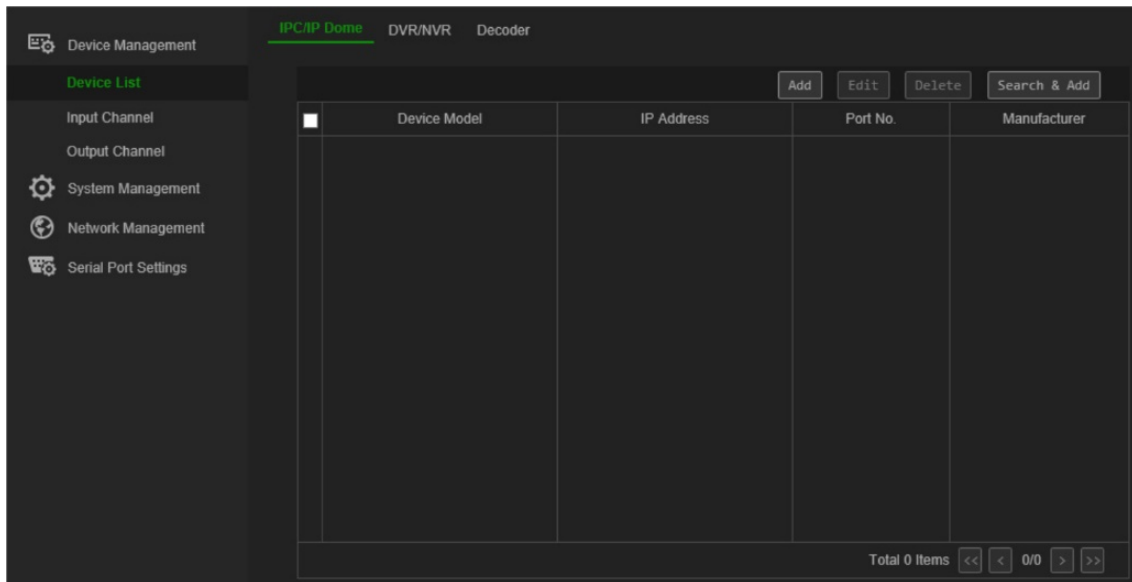 Device Management
Device List
Input Channel
Output Channel
System Management
Network Management
Serial Port Settings
IPC/IP Dome DVR/NVR Decoder
Add Edit Delete Search & Add
Device Model IP Address Port No. Manufacturer
Total 0 Items << < 0/0 > >>